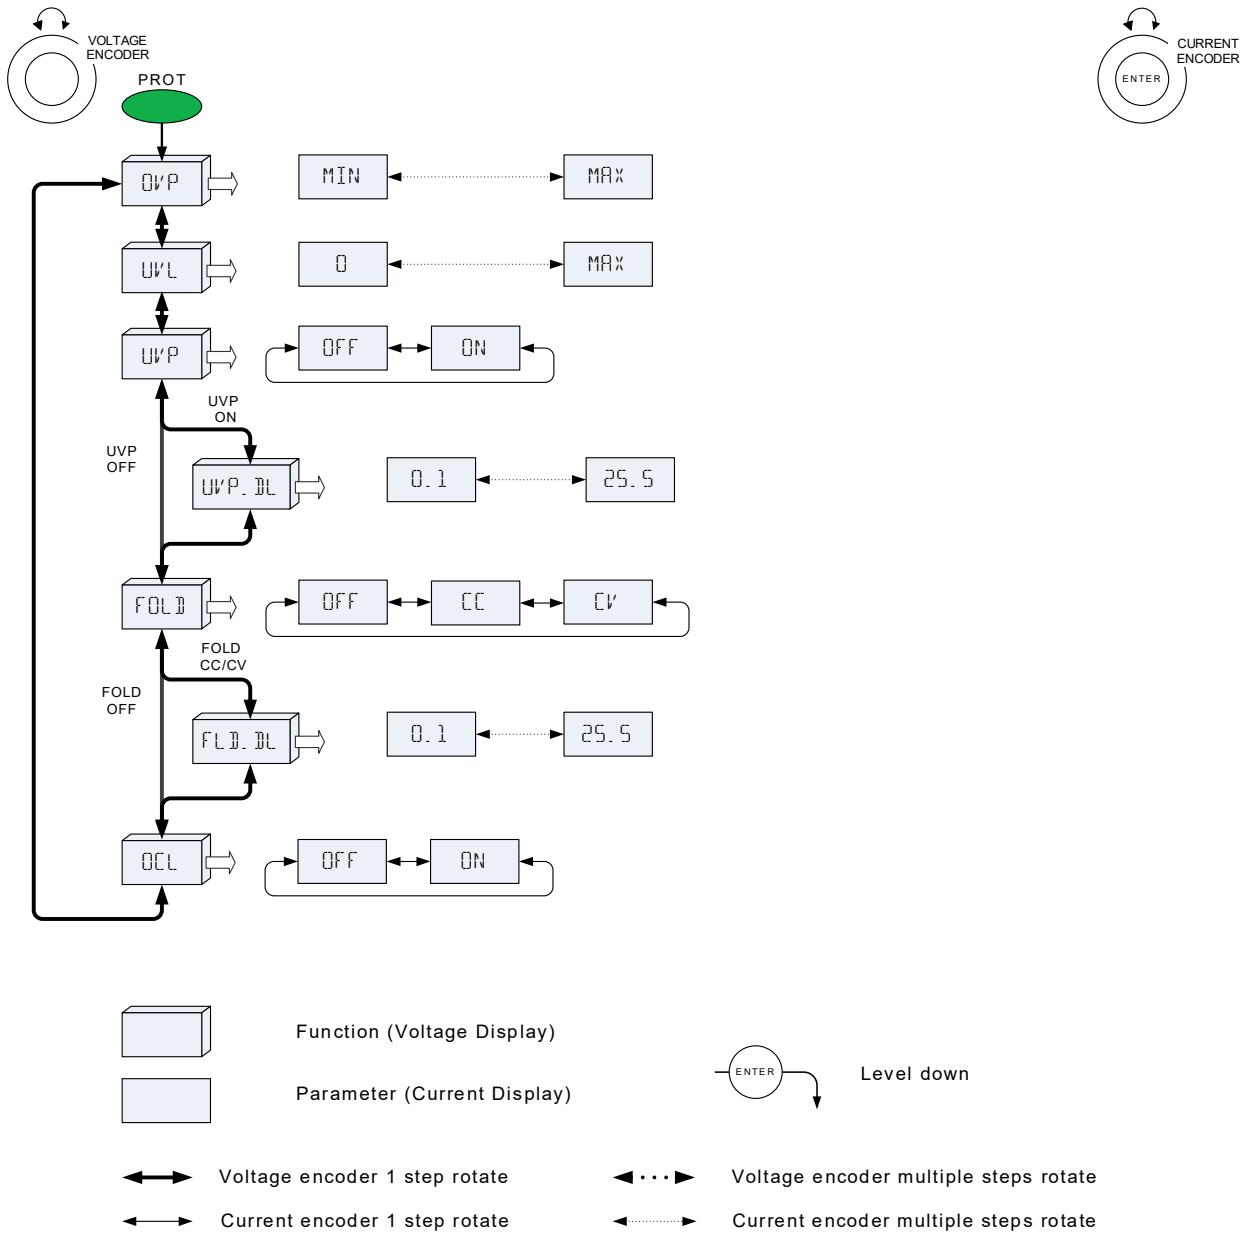 VOLTAGE
ENCODER
CURRENT
ENCODER
ENTER
PROT
OVP
MIN
MAX
UVL
0
MAX
UVP
OFF
ON
UVP
ON
UVP
OFF
UVP.DL
0.1
25.5
FOLD
OFF
CC
CV
FOLD
CC/CV
FOLD
OFF
FLD.DL
0.1
25.5
OCL
OFF
ON
Function (Voltage Display)
ENTER
Level down
Parameter (Current Display)
Voltage encoder 1 step rotate
Voltage encoder multiple steps rotate
Current encoder 1 step rotate
Current encoder multiple steps rotate